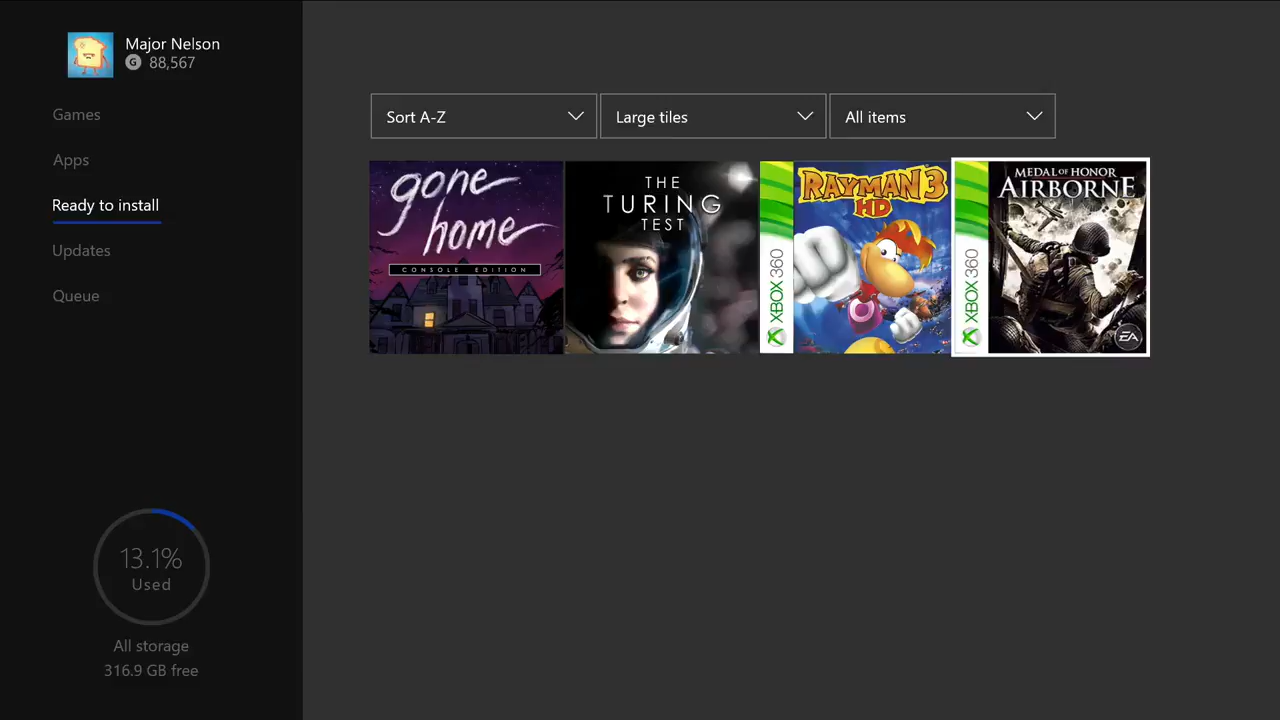 Major Nelson
G 88,567
Games
Apps
Ready to install
Updates
Queue
13.1%
Used
All storage
316.9 GB free
Sort A-Z
Large tiles
All items
gone
home
CONSOLE EDITION
THE
TURING
TEST
XBOX 360
RAYMAN 3
HD
XBOX 360
MEDAL OF HONOR
AIRBORNE
EA